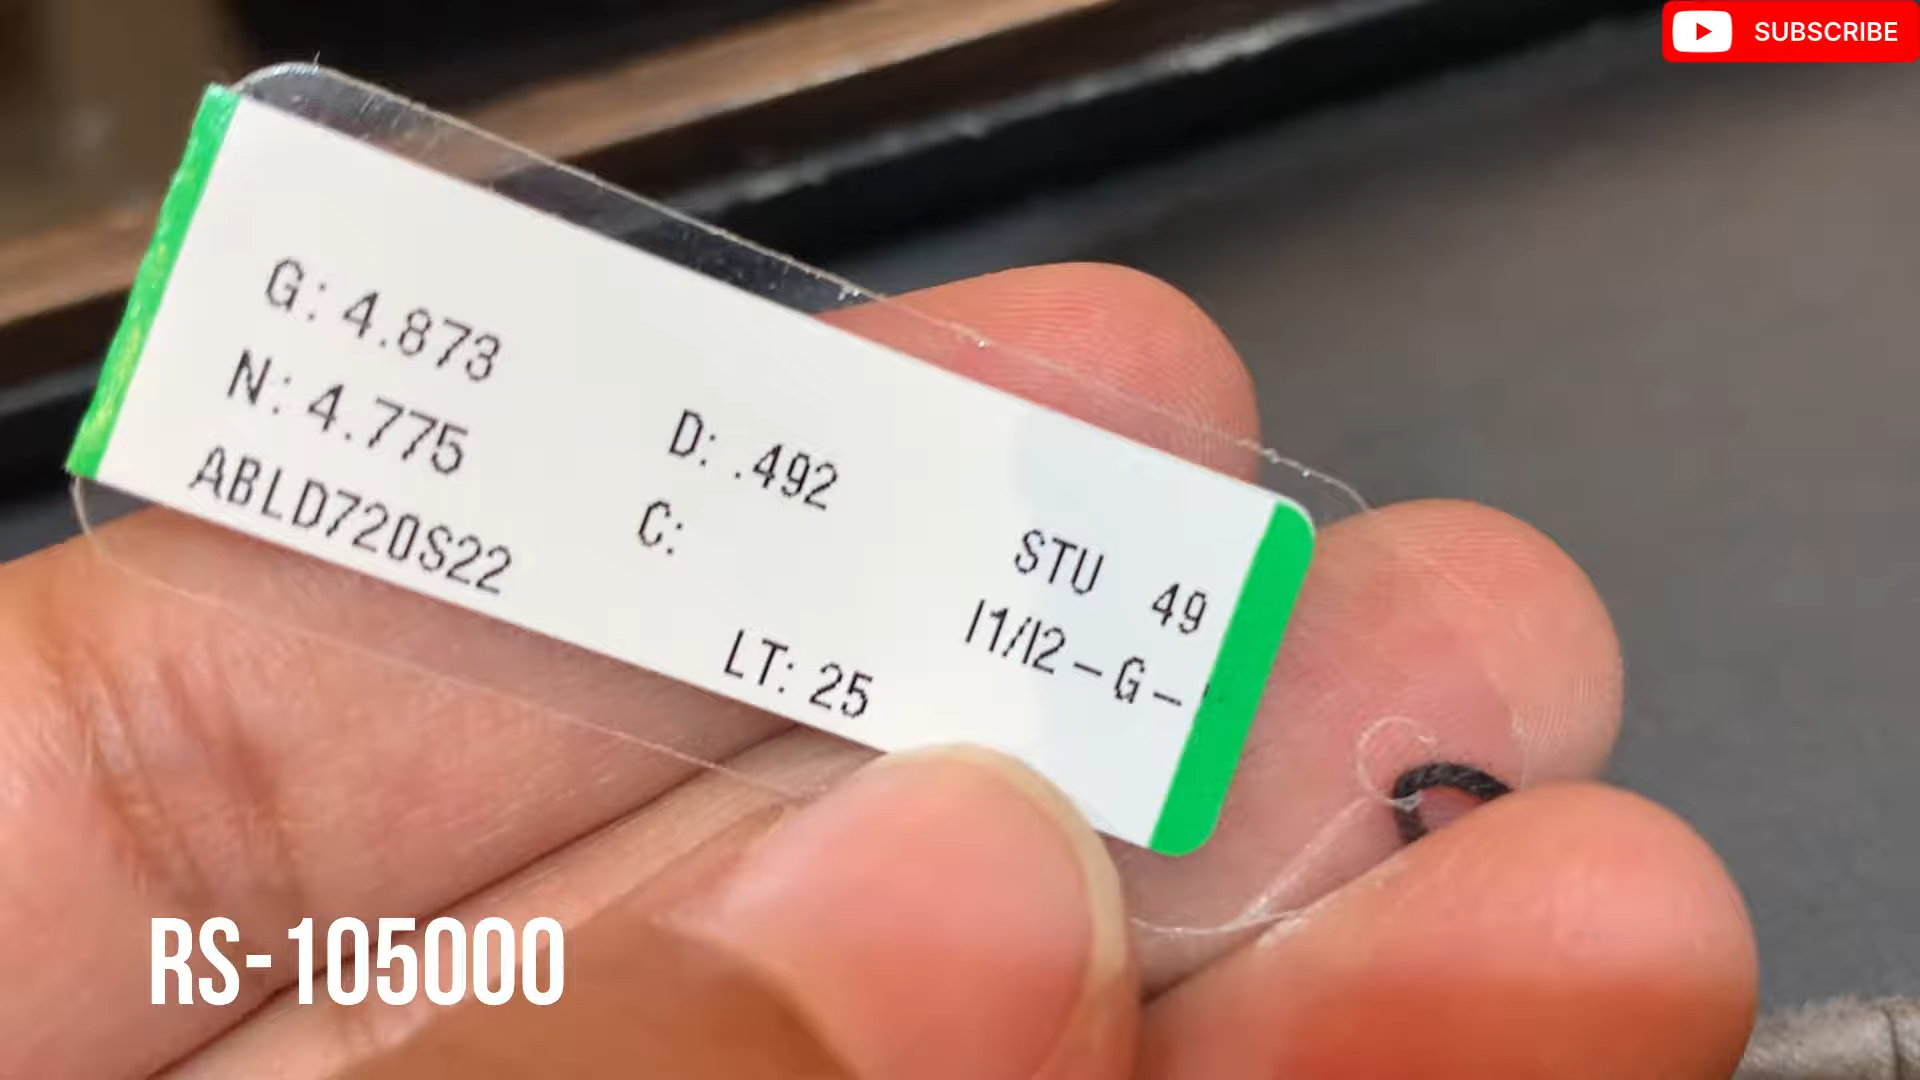 SUBSCRIBE
G: 4.873
N: 4.775
ABLD720S22
D: .492
C:
LT: 25
STU 49
I1/I2-G-
RS-105000